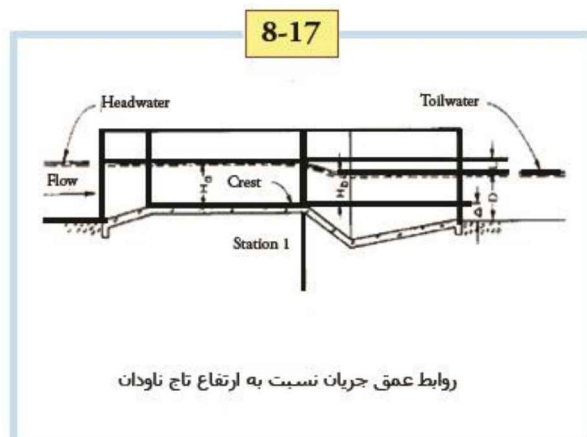 8-17
Headwater
Toilwater
Flow
Crest
Ha
Hb
D
Station 1
روابط عمق جریان نسبت به ارتفاع تاج ناودان